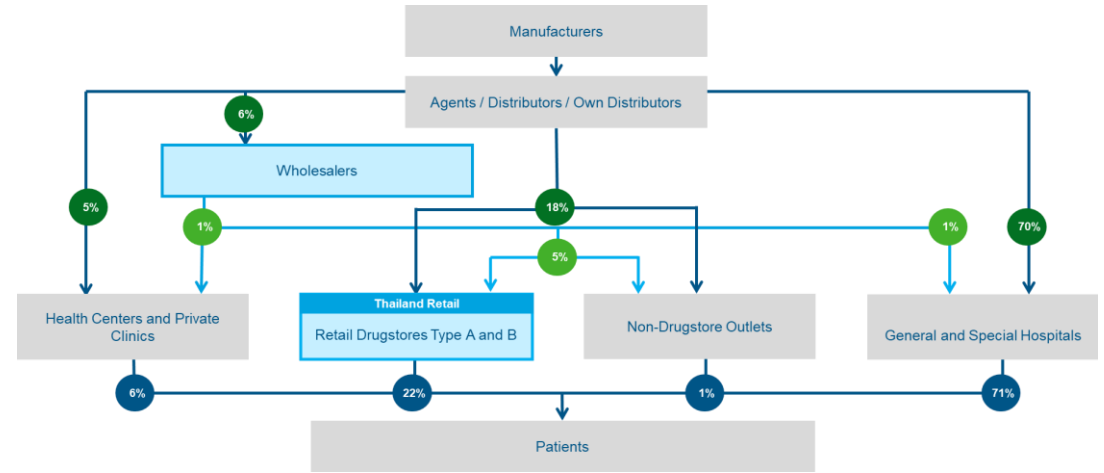 Manufacturers
Agents / Distributors / Own Distributors
6%
Wholesalers
5%
18%
1%
1%
70%
5%
Thailand Retail
Health Centers and Private
Clinics
Retail Drugstores Type A and B
Non-Drugstore Outlets
General and Special Hospitals
6%
22%
1%
71%
Patients